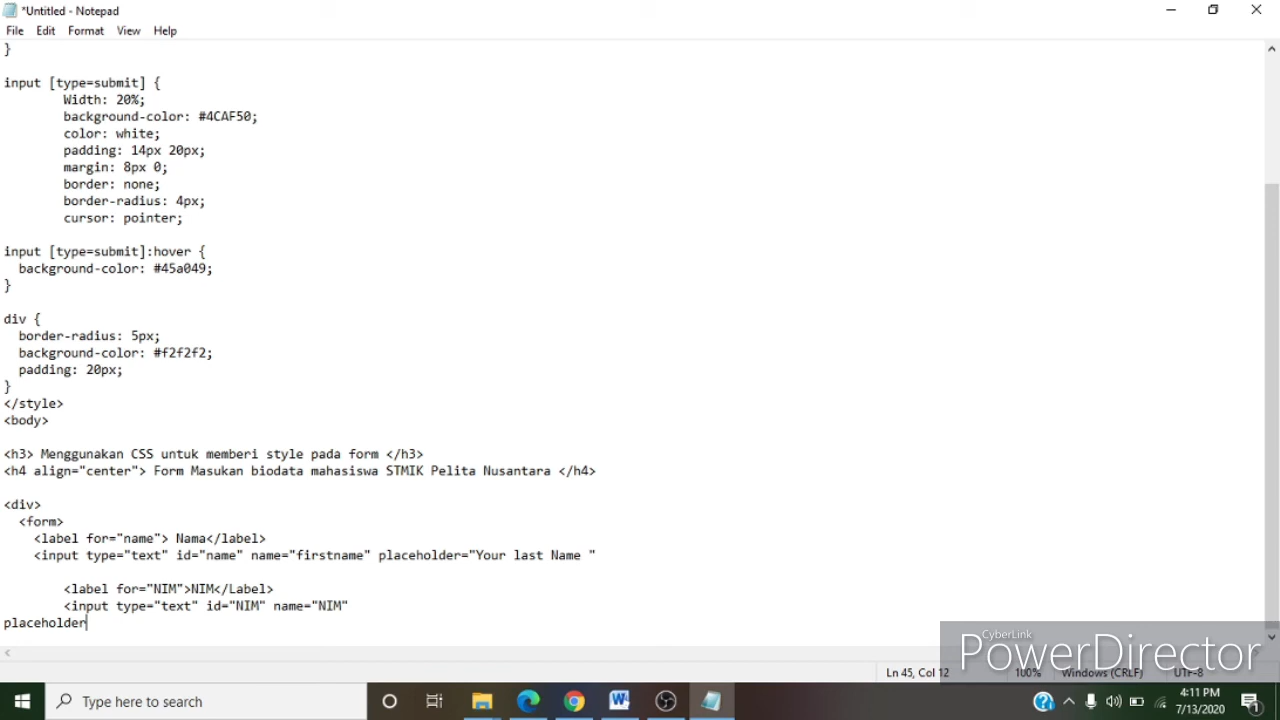 *Untitled - Notepad
File Edit Format View Help
}
input [type=submit] {
Width: 20%;
background-color: #4CAF50;
color: white;
padding: 14px 20px;
margin: 8px 0;
border: none;
border-radius: 4px;
cursor: pointer;
input [type=submit]:hover {
background-color: #45a049;
}
div {
border-radius: 5px;
background-color: #f2f2f2;
padding: 20px;
}
</style>
<body>
<h3> Menggunakan CSS untuk memberi style pada form </h3>
<h4 align="center"> Form Masukan biodata mahasiswa STMIK Pelita Nusantara </h4>
<div>
<form>
<label for="name"> Nama</label>
<input type="text" id="name" name="firstname" placeholder="Your last Name "
<label for="NIM">NIM</Label>
<input type="text" id="NIM" name="NIM"
placeholder
CyberLink
PowerDirector
Ln 45, Col 12 100% Windows (CRLF) UTF-8
Type here to search
4:11 PM
7/13/2020
1